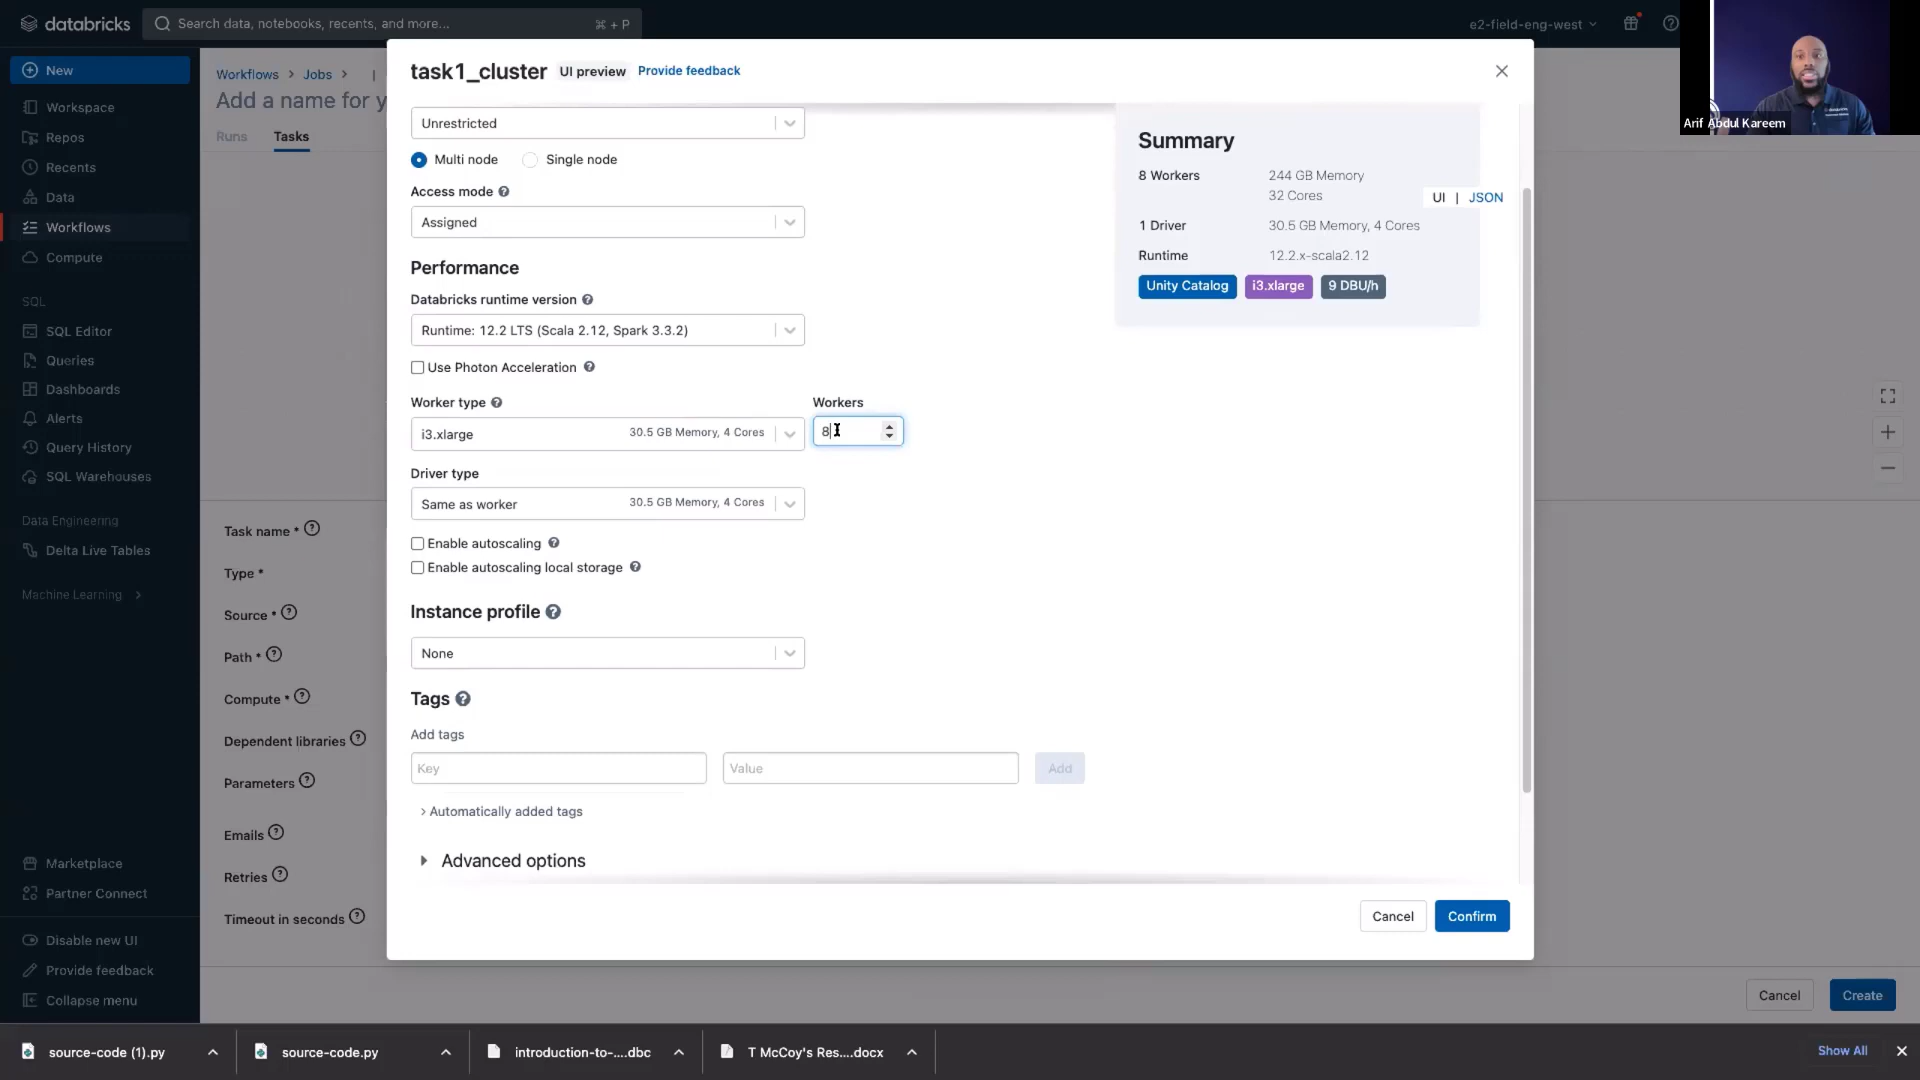 databricks
Search data, notebooks, recents, and more...
⌘ + P
e2-field-eng-west
New
Workspace
Repos
Recents
Data
Workflows
Compute
SQL
SQL Editor
Queries
Dashboards
Alerts
Query History
SQL Warehouses
Data Engineering
Delta Live Tables
Machine Learning
Marketplace
Partner Connect
Disable new UI
Provide feedback
Collapse menu
Workflows > Jobs >
Add a name for y
Runs Tasks
Task name *
Type *
Source *
Path *
Compute *
Dependent libraries
Parameters
Emails
Retries
Timeout in seconds
task1_cluster UI preview Provide feedback
Unrestricted
Multi node Single node
Access mode
Assigned
Performance
Databricks runtime version
Runtime: 12.2 LTS (Scala 2.12, Spark 3.3.2)
Use Photon Acceleration
Worker type Workers
i3.xlarge 30.5 GB Memory, 4 Cores 8
Driver type
Same as worker 30.5 GB Memory, 4 Cores
Enable autoscaling
Enable autoscaling local storage
Instance profile
None
Tags
Add tags
Key Value Add
Automatically added tags
Advanced options
Summary
8 Workers 244 GB Memory
32 Cores
UI | JSON
1 Driver 30.5 GB Memory, 4 Cores
Runtime 12.2.x-scala2.12
Unity Catalog i3.xlarge 9 DBU/h
Cancel Confirm
Arif Abdul Kareem
Cancel Create
source-code (1).py
source-code.py
introduction-to-....dbc
T McCoy's Res....docx
Show All